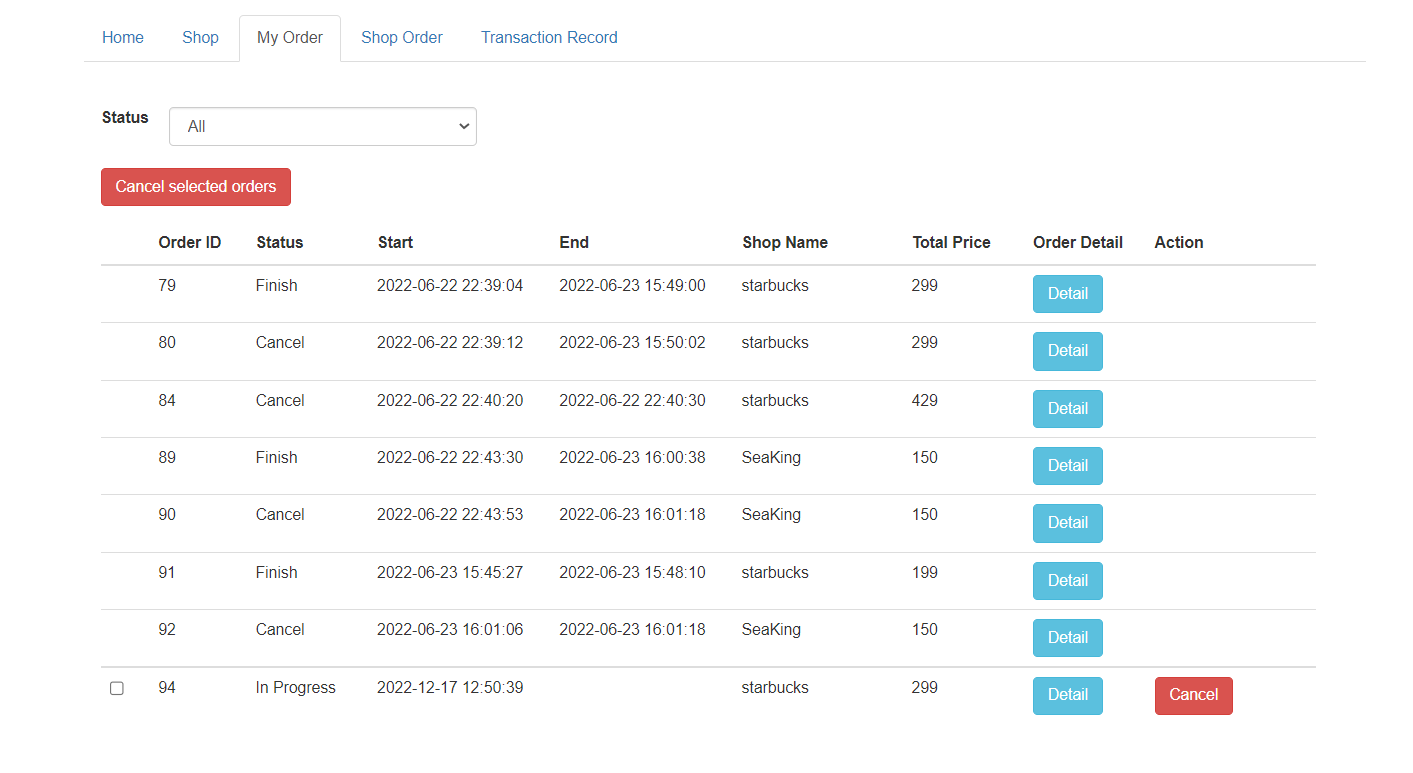 Home Shop My Order Shop Order Transaction Record
Status All
Cancel selected orders
Order ID Status Start End Shop Name Total Price Order Detail Action
79 Finish 2022-06-22 22:39:04 2022-06-23 15:49:00 starbucks 299 Detail
80 Cancel 2022-06-22 22:39:12 2022-06-23 15:50:02 starbucks 299 Detail
84 Cancel 2022-06-22 22:40:20 2022-06-22 22:40:30 starbucks 429 Detail
89 Finish 2022-06-22 22:43:30 2022-06-23 16:00:38 SeaKing 150 Detail
90 Cancel 2022-06-22 22:43:53 2022-06-23 16:01:18 SeaKing 150 Detail
91 Finish 2022-06-23 15:45:27 2022-06-23 15:48:10 starbucks 199 Detail
92 Cancel 2022-06-23 16:01:06 2022-06-23 16:01:18 SeaKing 150 Detail
94 In Progress 2022-12-17 12:50:39 starbucks 299 Detail Cancel